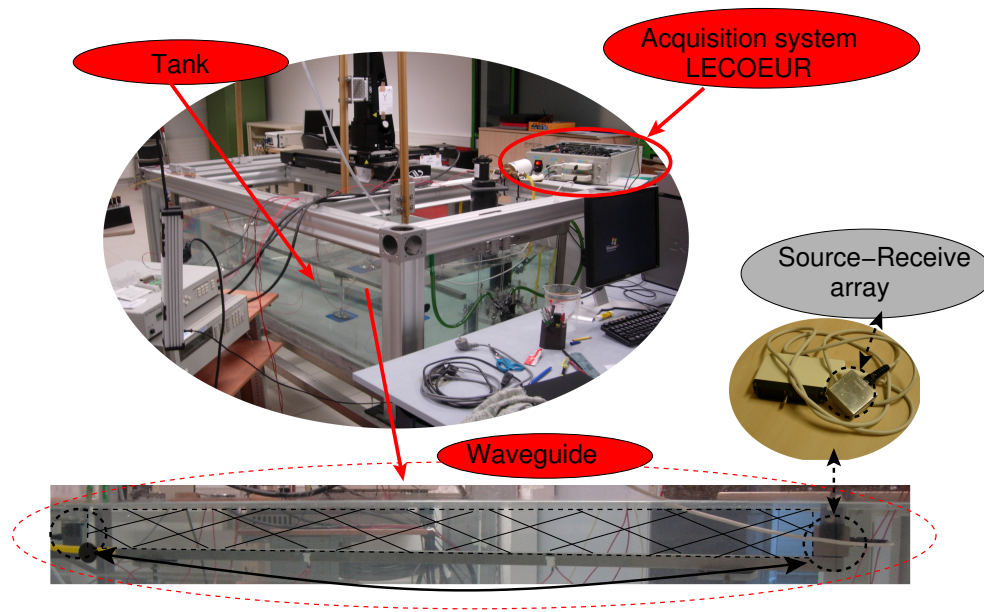 Tank
Acquisition system
LECOEUR
Source−Receive
array
Waveguide